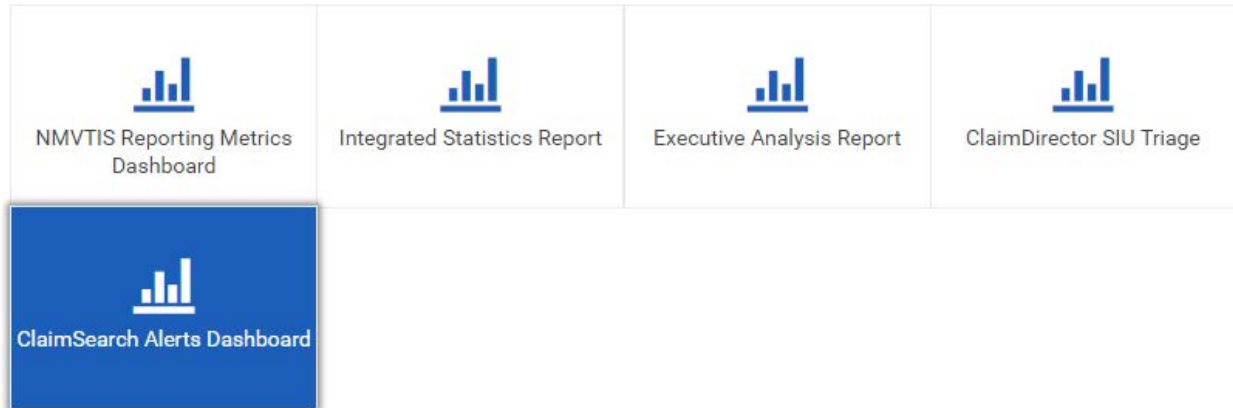 NMVTIS Reporting Metrics
Dashboard
Integrated Statistics Report
Executive Analysis Report
ClaimDirector SIU Triage
ClaimSearch Alerts Dashboard